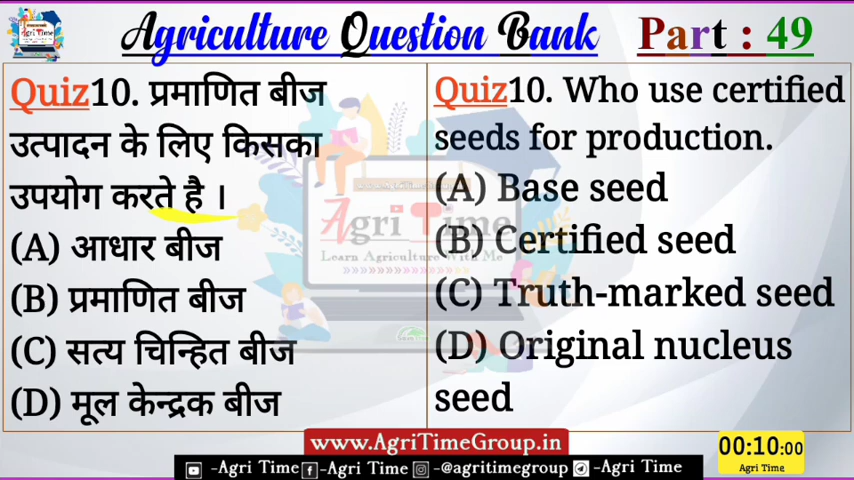 Agriculture Question Bank Part : 49
Quiz10. प्रमाणित बीज
उत्पादन के लिए किसका
उपयोग करते है ।
(A) आधार बीज
(B) प्रमाणित बीज
(C) सत्य चिन्हित बीज
(D) मूल केन्द्रक बीज
Quiz10. Who use certified
seeds for production.
(A) Base seed
(B) Certified seed
(C) Truth-marked seed
(D) Original nucleus
seed
Agri Time
Learn Agriculture With Me
www.AgriTimeGroup.in
-Agri Time -Agri Time -@agritimegroup -Agri Time
00:10:00
Agri Time